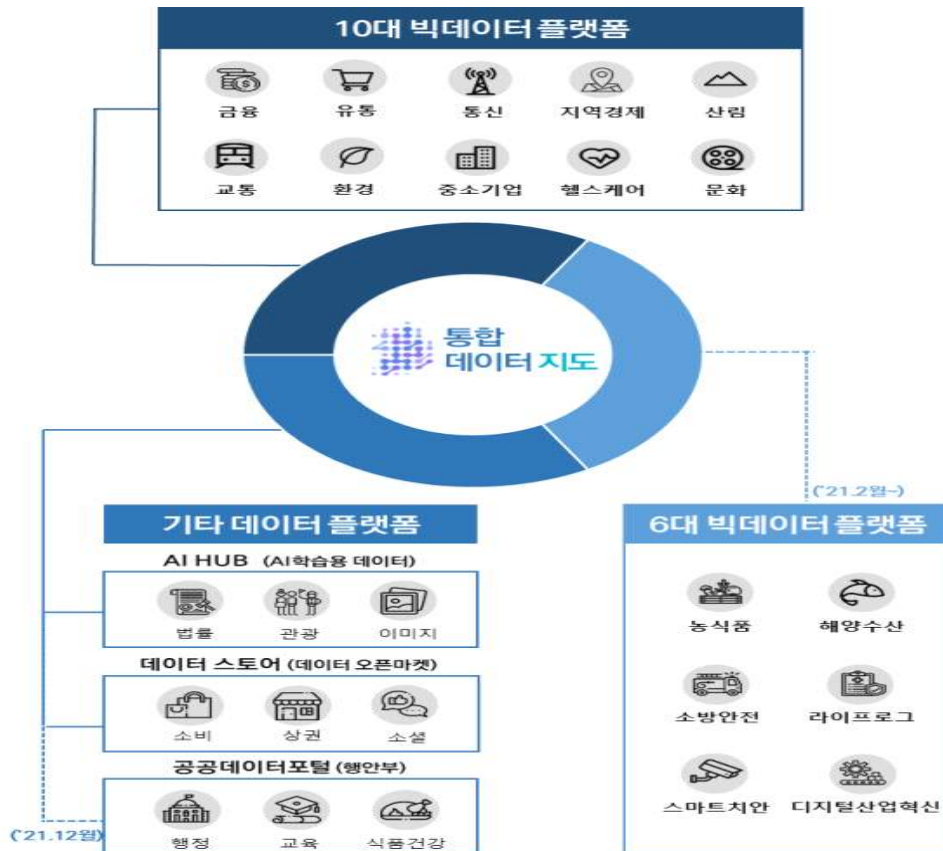 10대 빅데이터 플랫폼
금융 유통 통신 지역경제 산림
교통 환경 중소기업 헬스케어 문화
통합
데이터 지도
('21.2월~)
기타 데이터 플랫폼
AI HUB (AI학습용 데이터)
법률 관광 이미지
데이터 스토어 (데이터 오픈마켓)
소비 상권 소셜
공공데이터포털 (행안부)
행정 교육 식품건강
('21.12월)
6대 빅데이터 플랫폼
농식품 해양수산
소방안전 라이프로그
스마트치안 디지털산업혁신